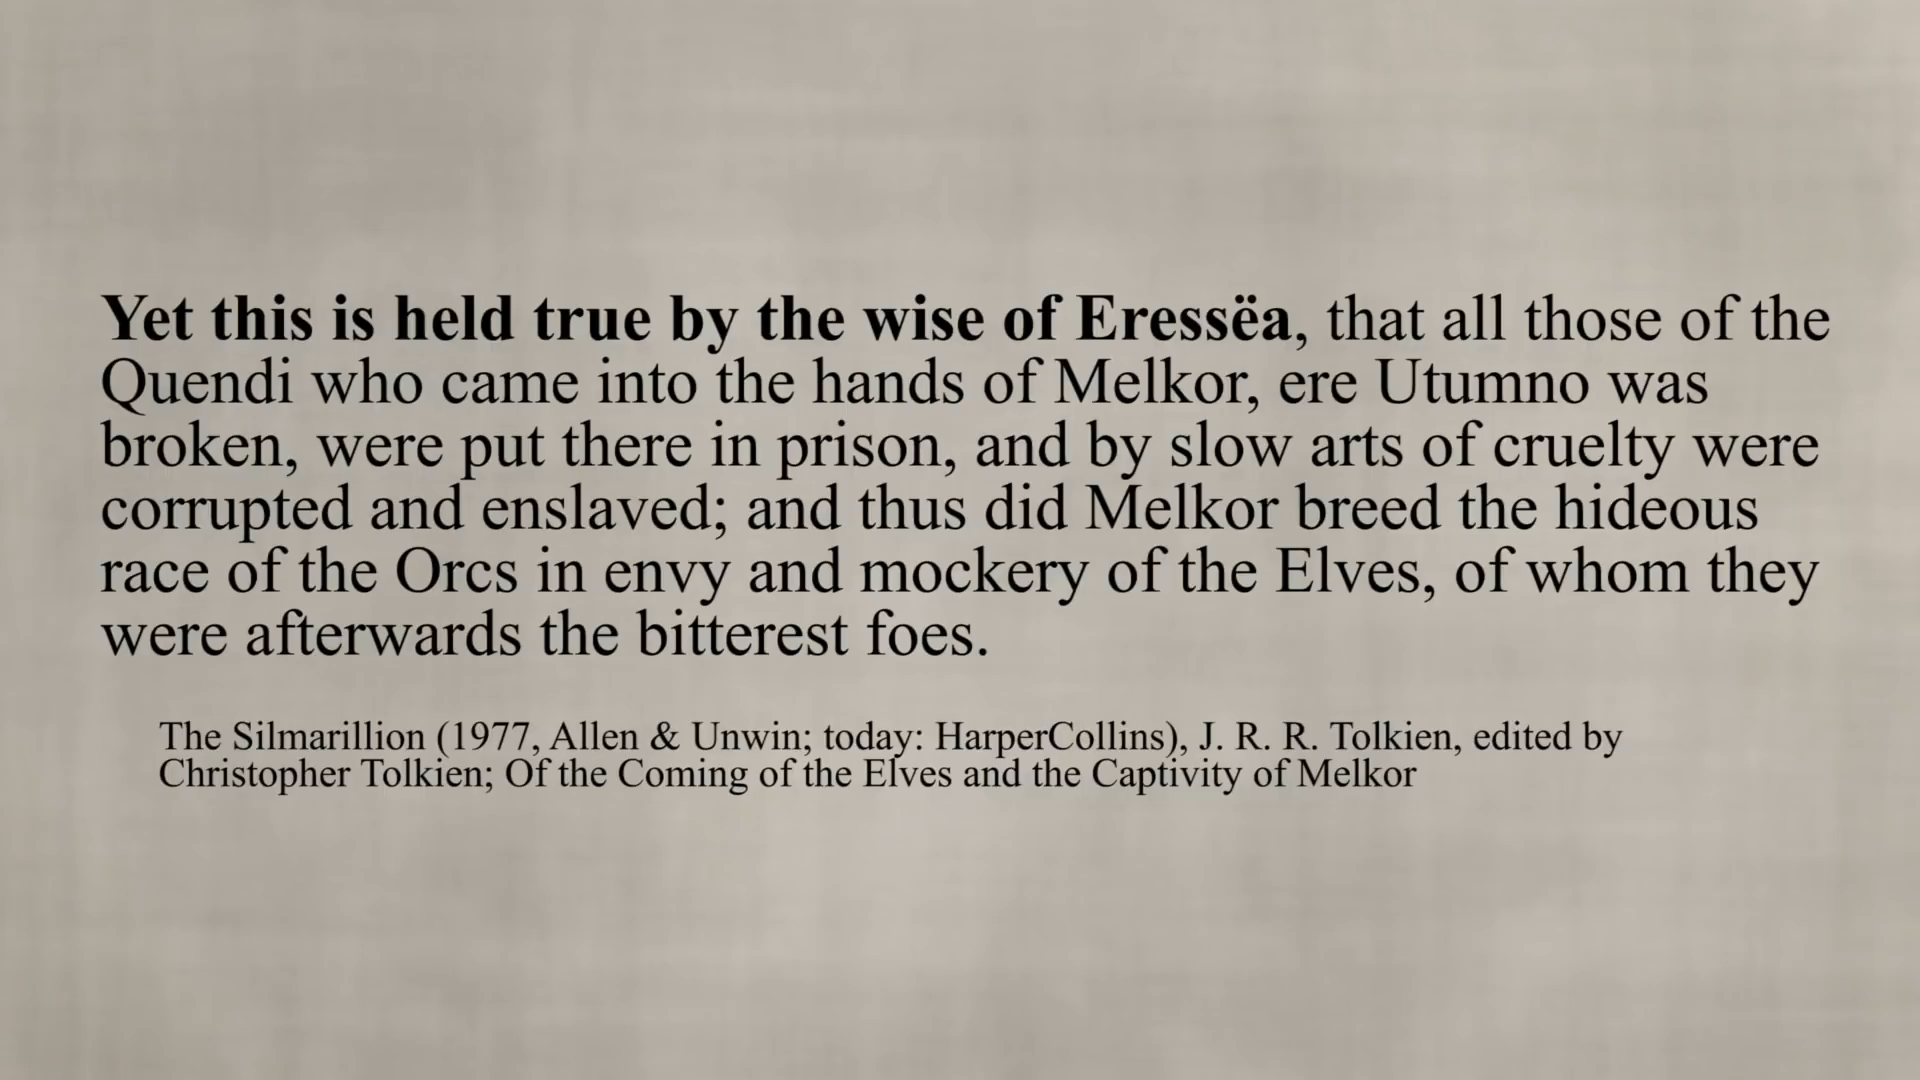 Yet this is held true by the wise of Eressëa, that all those of the
Quendi who came into the hands of Melkor, ere Utumno was
broken, were put there in prison, and by slow arts of cruelty were
corrupted and enslaved; and thus did Melkor breed the hideous
race of the Orcs in envy and mockery of the Elves, of whom they
were afterwards the bitterest foes.
The Silmarillion (1977, Allen & Unwin; today: HarperCollins), J. R. R. Tolkien, edited by
Christopher Tolkien; Of the Coming of the Elves and the Captivity of Melkor